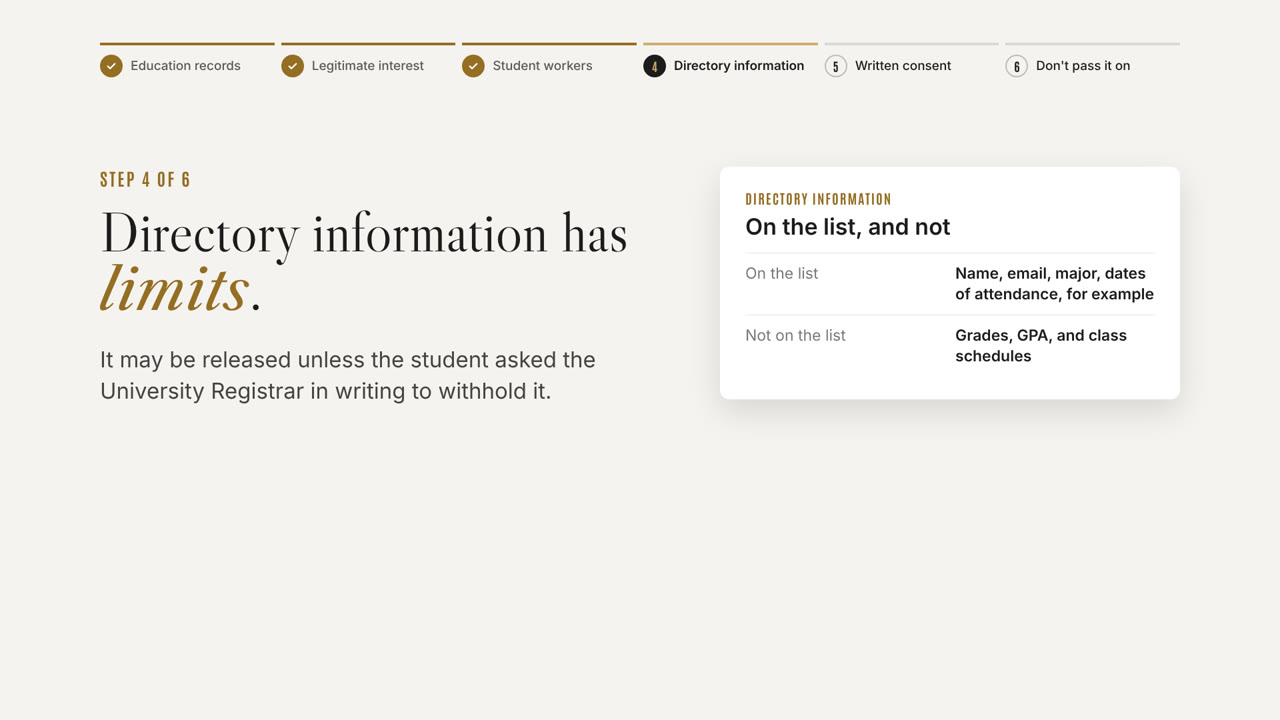 Education records
Legitimate interest
Student workers
4 Directory information
5 Written consent
6 Don't pass it on
STEP 4 OF 6
Directory information has
limits.
It may be released unless the student asked the
University Registrar in writing to withhold it.
DIRECTORY INFORMATION
On the list, and not
On the list
Name, email, major, dates
of attendance, for example
Not on the list
Grades, GPA, and class
schedules